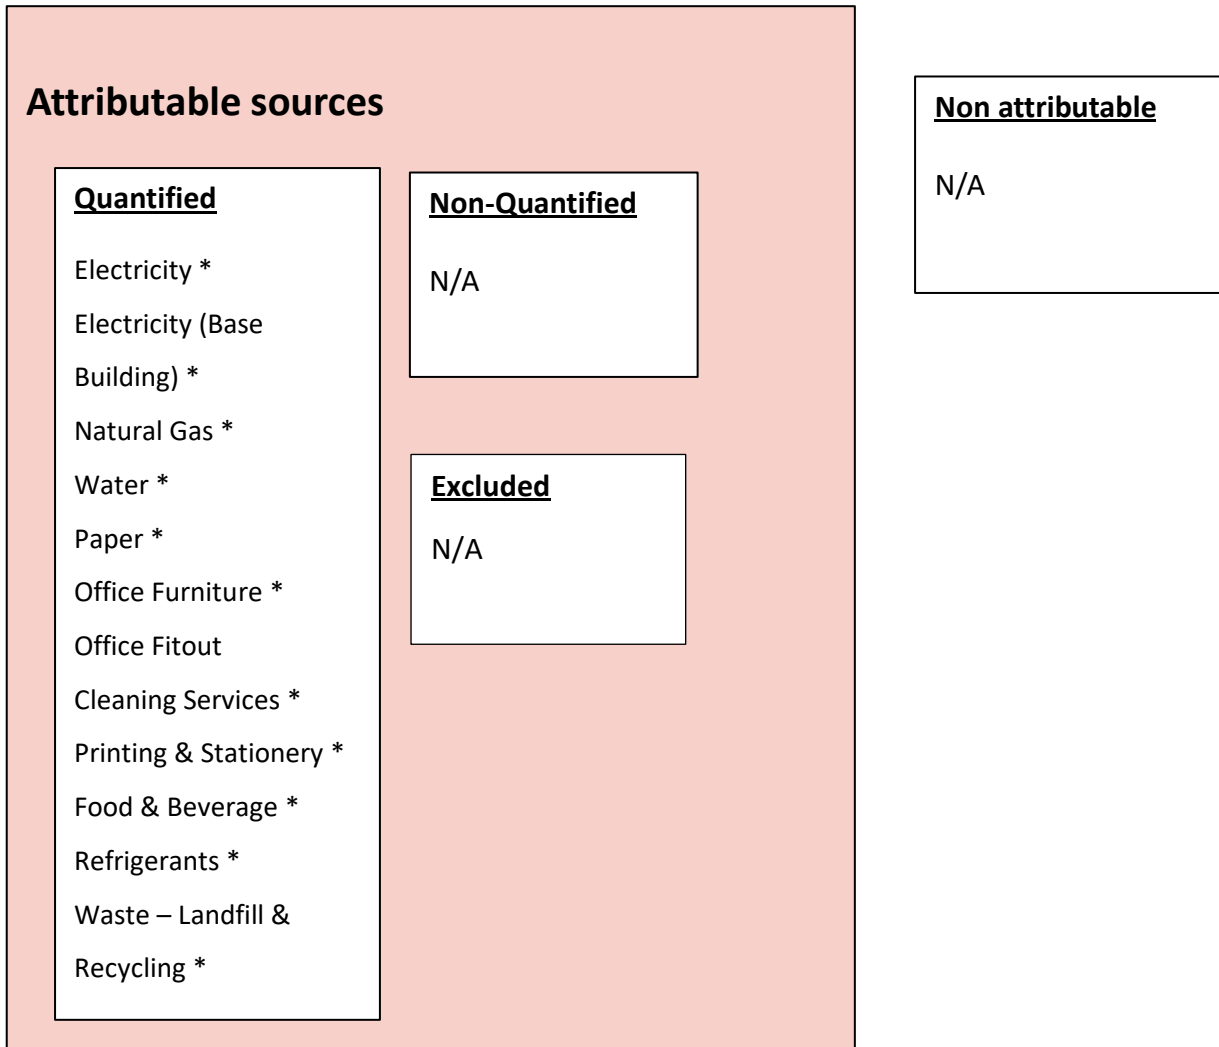 Attributable sources
Quantified
Electricity *
Electricity (Base
Building) *
Natural Gas *
Water *
Paper *
Office Furniture *
Office Fitout
Cleaning Services *
Printing & Stationery *
Food & Beverage *
Refrigerants *
Waste – Landfill &
Recycling *
Non-Quantified
N/A
Excluded
N/A
Non attributable
N/A